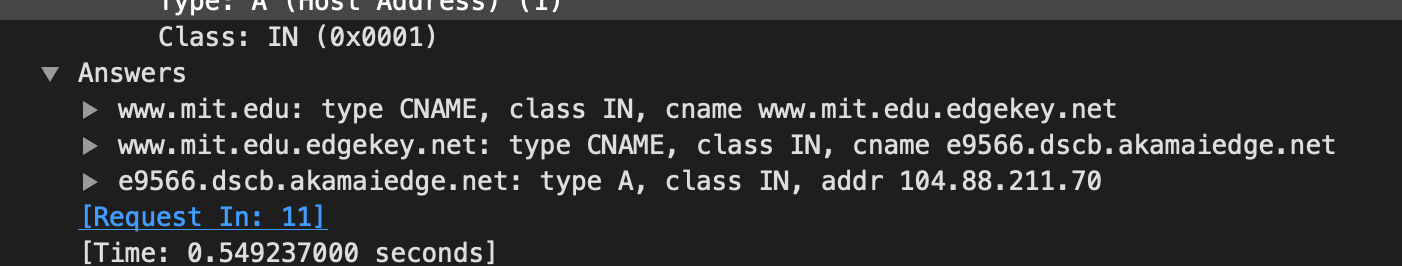 Type: A (Host Address) (1)
Class: IN (0x0001)
Answers
www.mit.edu: type CNAME, class IN, cname www.mit.edu.edgekey.net
www.mit.edu.edgekey.net: type CNAME, class IN, cname e9566.dscb.akamaiedge.net
e9566.dscb.akamaiedge.net: type A, class IN, addr 104.88.211.70
[Request In: 11]
[Time: 0.549237000 seconds]